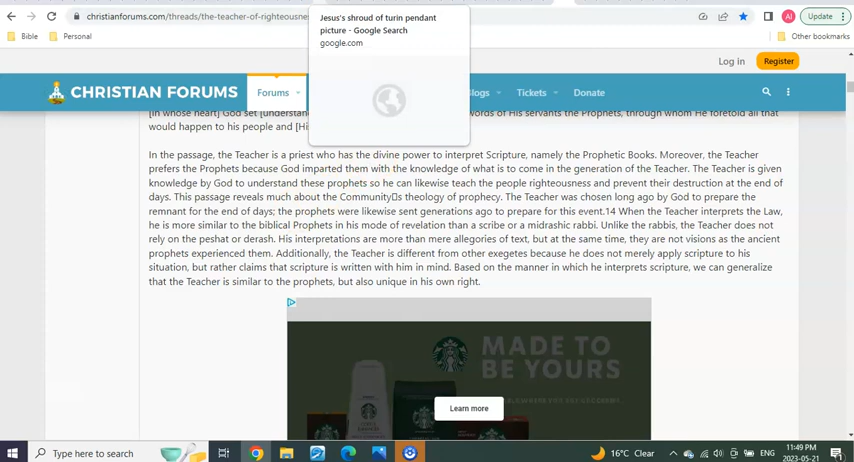 christianforums.com/threads/the-teacher-of-righteousnes
Update
Bible
Personal
Other bookmarks
Jesus's shroud of turin pendant
picture - Google Search
google.com
Log in
Register
CHRISTIAN FORUMS
Forums
Blogs
Tickets
Donate
[In whose heart] God set [understand words of His servants the Prophets, through whom He foretold all that
would happen to his people and [Hi
In the passage, the Teacher is a priest who has the divine power to interpret Scripture, namely the Prophetic Books. Moreover, the Teacher
prefers the Prophets because God imparted them with the knowledge of what is to come in the generation of the Teacher. The Teacher is given
knowledge by God to understand these prophets so he can likewise teach the people righteousness and prevent their destruction at the end of
days. This passage reveals much about the Community□s theology of prophecy. The Teacher was chosen long ago by God to prepare the
remnant for the end of days; the prophets were likewise sent generations ago to prepare for this event.14 When the Teacher interprets the Law,
he is more similar to the biblical Prophets in his mode of revelation than a scribe or a midrashic rabbi. Unlike the rabbis, the Teacher does not
rely on the peshat or derash. His interpretations are more than mere allegories of text, but at the same time, they are not visions as the ancient
prophets experienced them. Additionally, the Teacher is different from other exegetes because he does not merely apply scripture to his
situation, but rather claims that scripture is written with him in mind. Based on the manner in which he interprets scripture, we can generalize
that the Teacher is similar to the prophets, but also unique in his own right.
MADE TO
BE YOURS
Learn more
Type here to search
16°C Clear
ENG
11:49 PM
2023-05-21